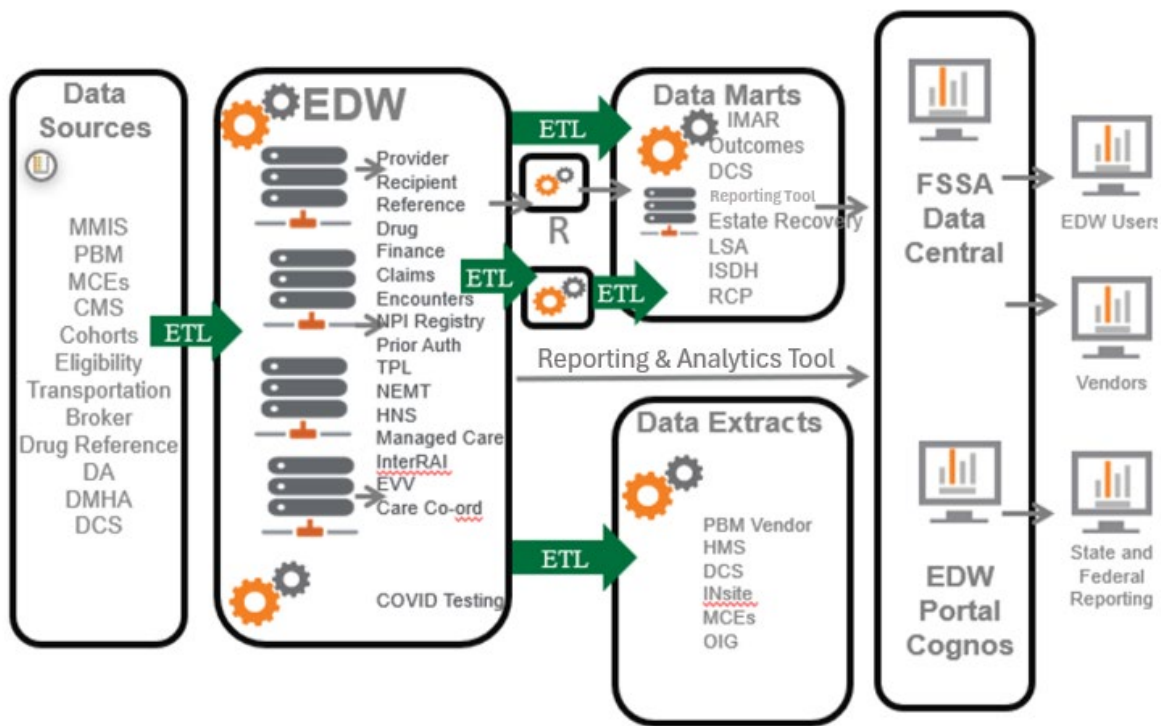 Data
Sources
MMIS
PBM
MCEs
CMS
Cohorts
Eligibility
Transportation
Broker
Drug Reference
DA
DMHA
DCS
ETL
EDW
Provider
Recipient
Reference
Drug
Finance
Claims
Encounters
NPI Registry
Prior Auth
TPL
NEMT
HNS
Managed Care
InterRAI
EVV
Care Co-ord
COVID Testing
ETL
R
ETL
ETL
Data Marts
IMAR
Outcomes
DCS
Reporting Tool
Estate Recovery
LSA
ISDH
RCP
Reporting & Analytics Tool
ETL
Data Extracts
PBM Vendor
HMS
DCS
INsite
MCEs
OIG
FSSA
Data
Central
EDW
Portal
Cognos
EDW Users
Vendors
State and
Federal
Reporting